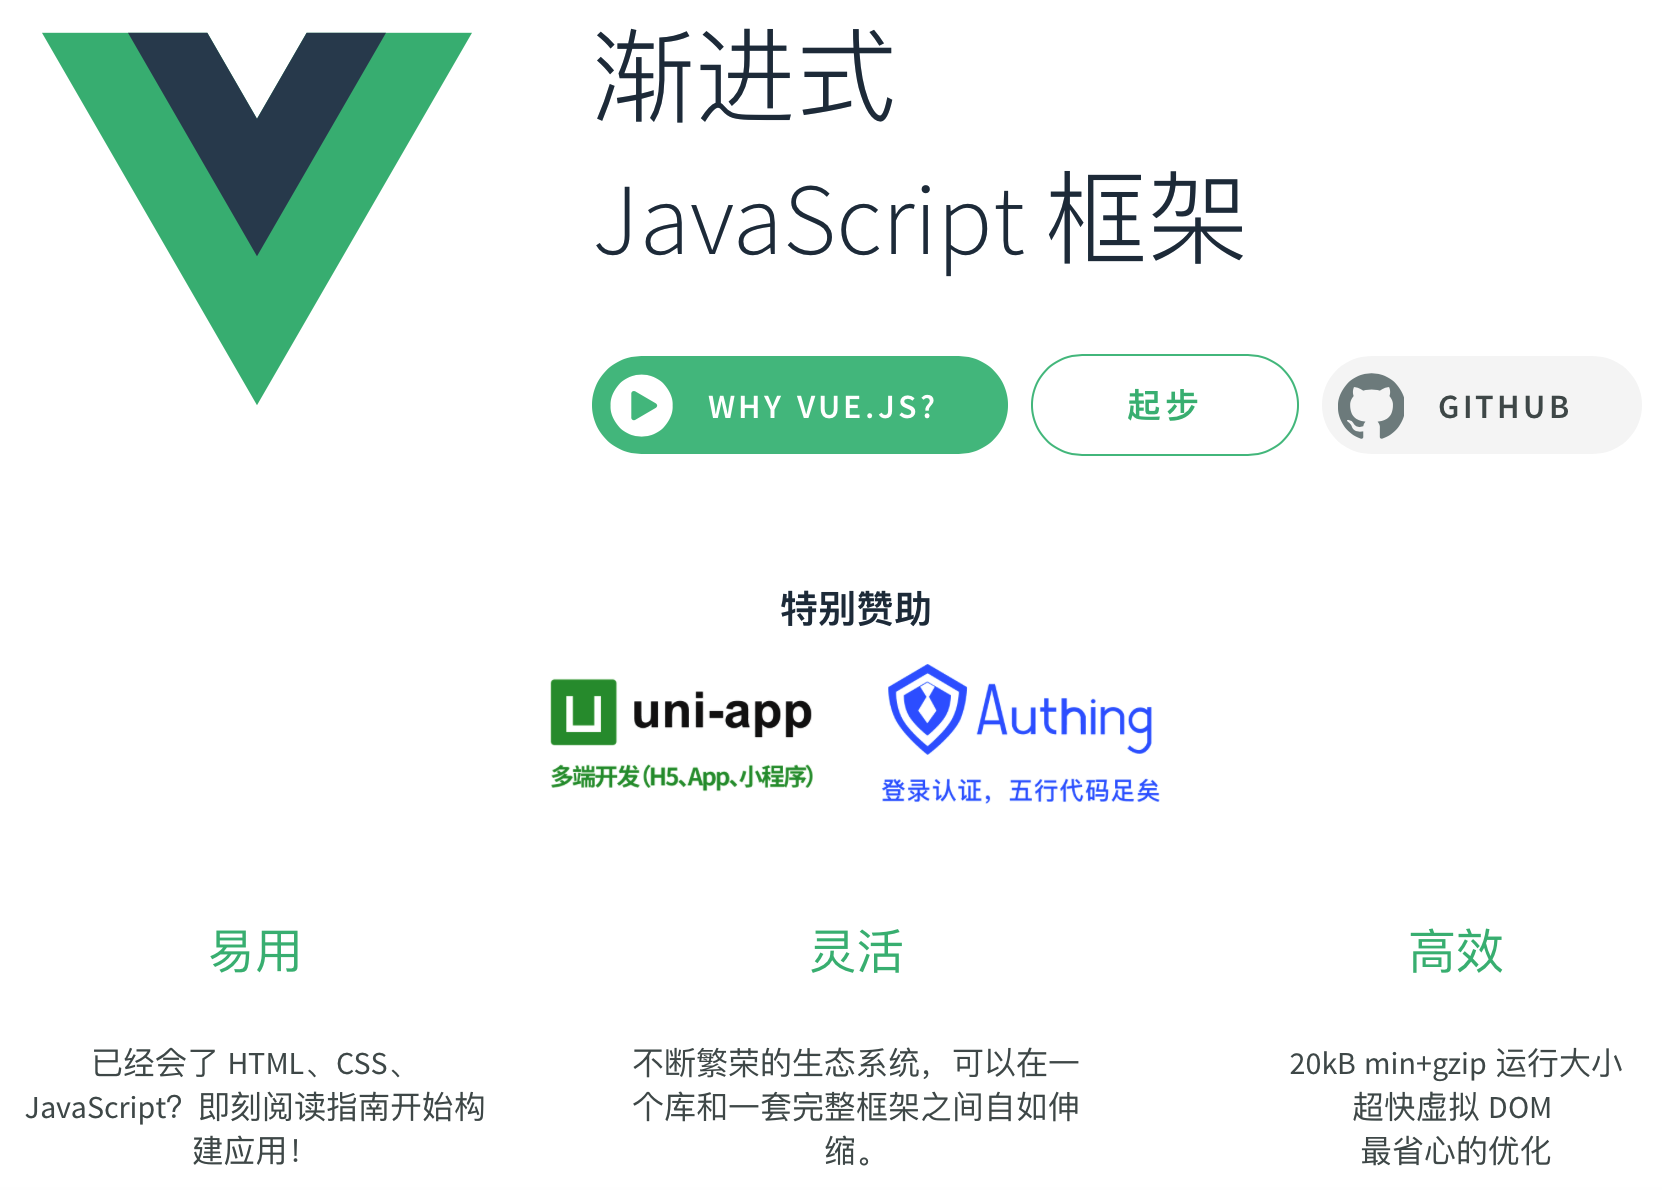 渐进式
JavaScript 框架
WHY VUE.JS?
起步
GITHUB
特别赞助
uni-app
多端开发(H5、App、小程序)
Authing
登录认证，五行代码足矣
易用
已经会了 HTML、CSS、
JavaScript？即刻阅读指南开始构
建应用！
灵活
不断繁荣的生态系统，可以在一
个库和一套完整框架之间自如伸
缩。
高效
20kB min+gzip 运行大小
超快虚拟 DOM
最省心的优化